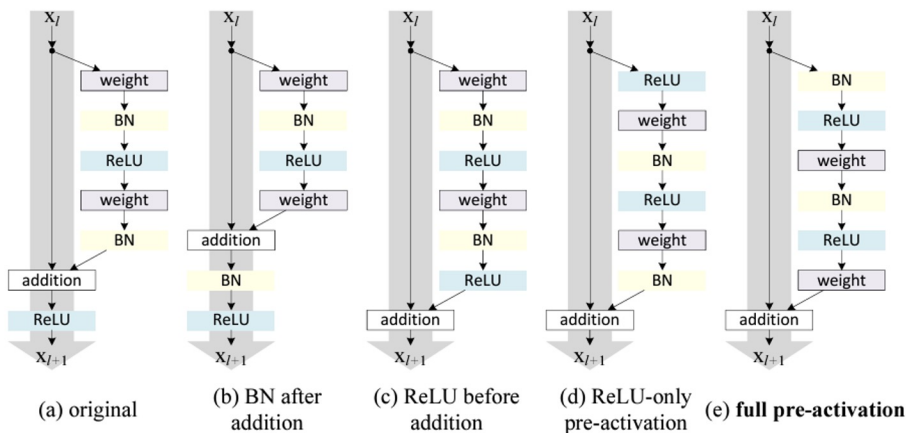 x_l
weight
BN
ReLU
weight
BN
addition
ReLU
x_{l+1}
(a) original
x_l
weight
BN
ReLU
weight
addition
BN
ReLU
x_{l+1}
(b) BN after
addition
x_l
weight
BN
ReLU
weight
BN
ReLU
addition
x_{l+1}
(c) ReLU before
addition
x_l
ReLU
weight
BN
ReLU
weight
BN
addition
x_{l+1}
(d) ReLU-only
pre-activation
x_l
BN
ReLU
weight
BN
ReLU
weight
addition
x_{l+1}
(e) full pre-activation